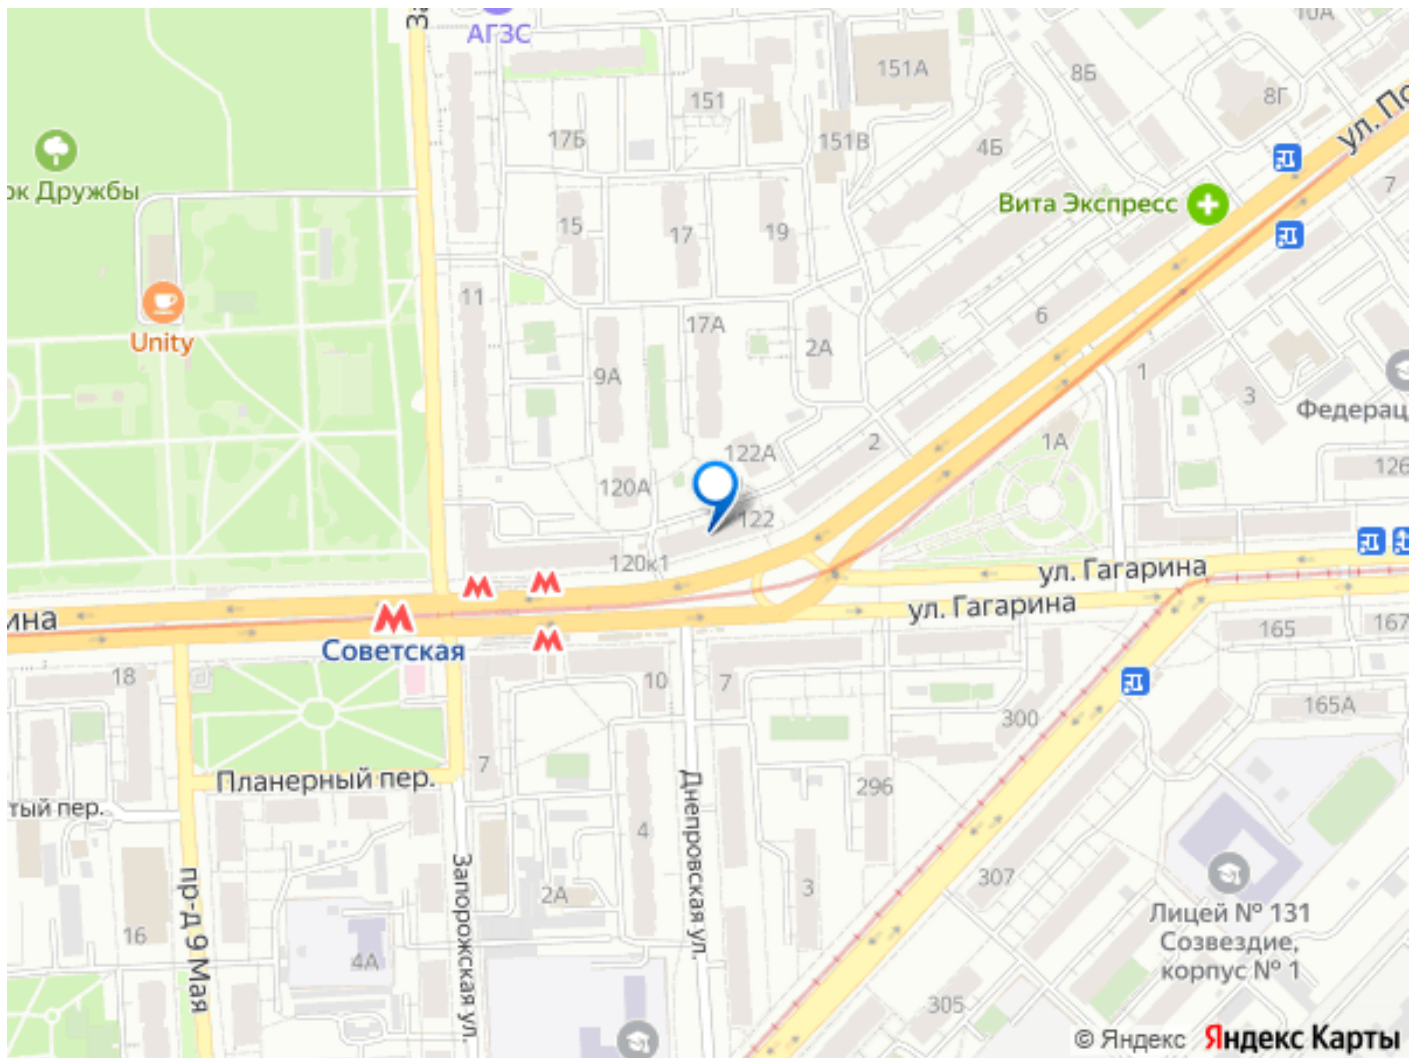 За
АГЗС
10А
151А
8Б
151
8Г
ул. По
17Б
151В
4Б
7
рк Дружбы
Вита Экспресс
15
17
19
11
6
Unity
17А
2А
9А
1
3
Федерац
2
1А
122А
126
120А
122
120к1
ул. Гагарина
ина
ул. Гагарина
165
167
Советская
18
10
7
165А
300
7
Планерный пер.
тый пер.
296
Днепровская ул.
4
Запорожская ул.
пр-д 9 Мая
307
3
2А
Лицей № 131
Созвездие,
корпус № 1
16
4А
305
© Яндекс Яндекс Карты